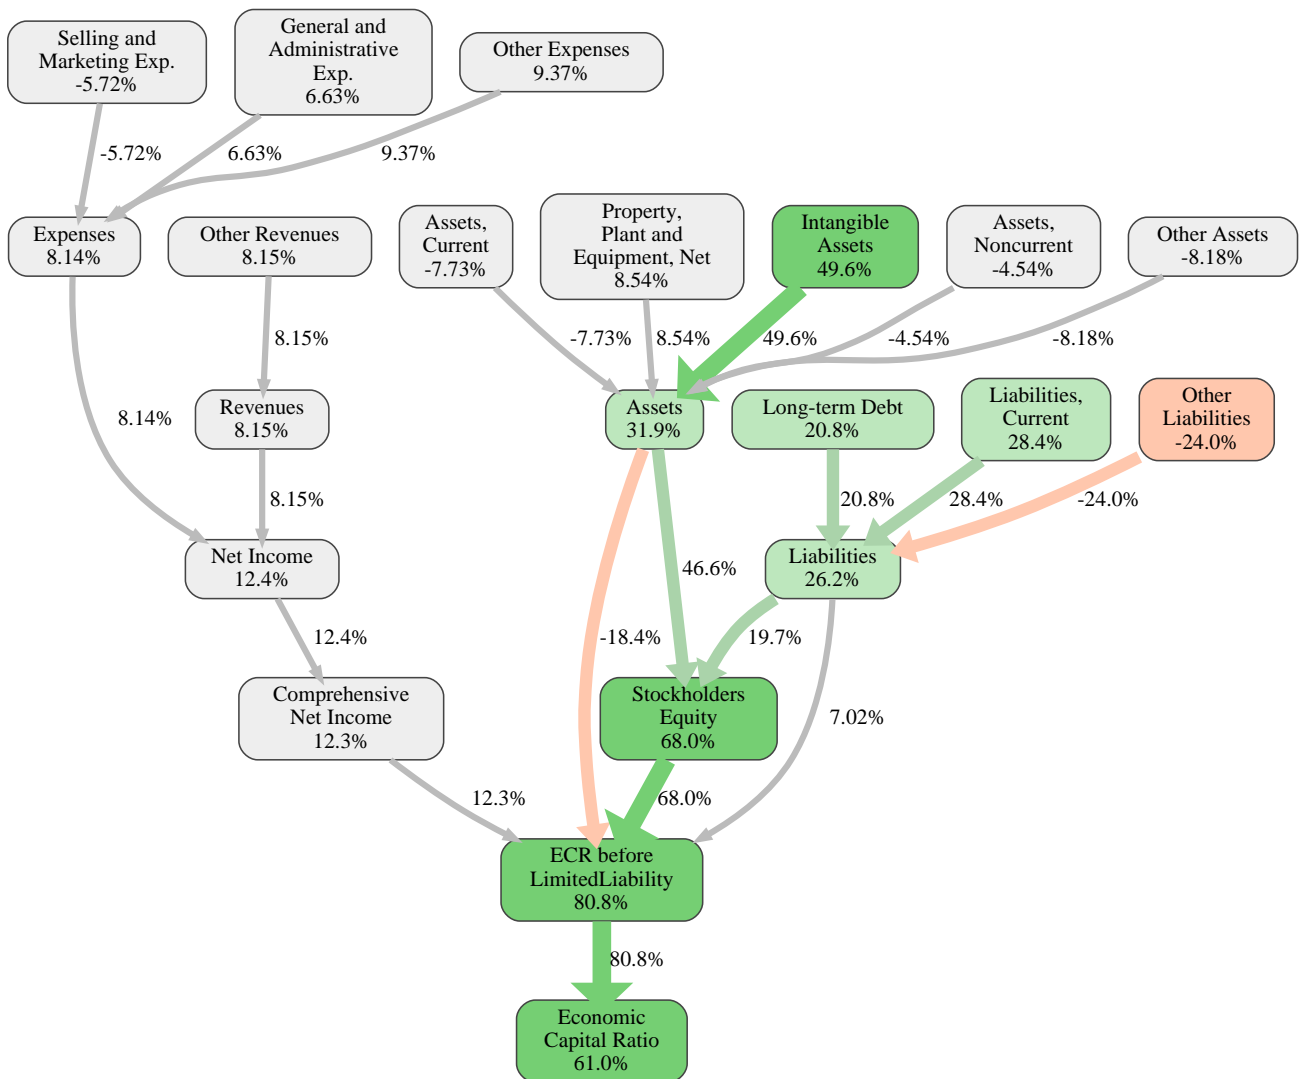 Selling and
Marketing Exp.
-5.72%
General and
Administrative
Exp.
6.63%
Other Expenses
9.37%
-5.72%
6.63%
9.37%
Expenses
8.14%
Other Revenues
8.15%
Assets,
Current
-7.73%
Property,
Plant and
Equipment, Net
8.54%
Intangible
Assets
49.6%
Assets,
Noncurrent
-4.54%
Other Assets
-8.18%
8.15%
-7.73%
8.54%
49.6%
-4.54%
-8.18%
8.14%
Revenues
8.15%
Assets
31.9%
Long-term Debt
20.8%
Liabilities,
Current
28.4%
Other
Liabilities
-24.0%
8.15%
20.8%
28.4%
-24.0%
Net Income
12.4%
46.6%
Liabilities
26.2%
12.4%
-18.4%
19.7%
Comprehensive
Net Income
12.3%
Stockholders
Equity
68.0%
7.02%
12.3%
68.0%
ECR before
LimitedLiability
80.8%
80.8%
Economic
Capital Ratio
61.0%